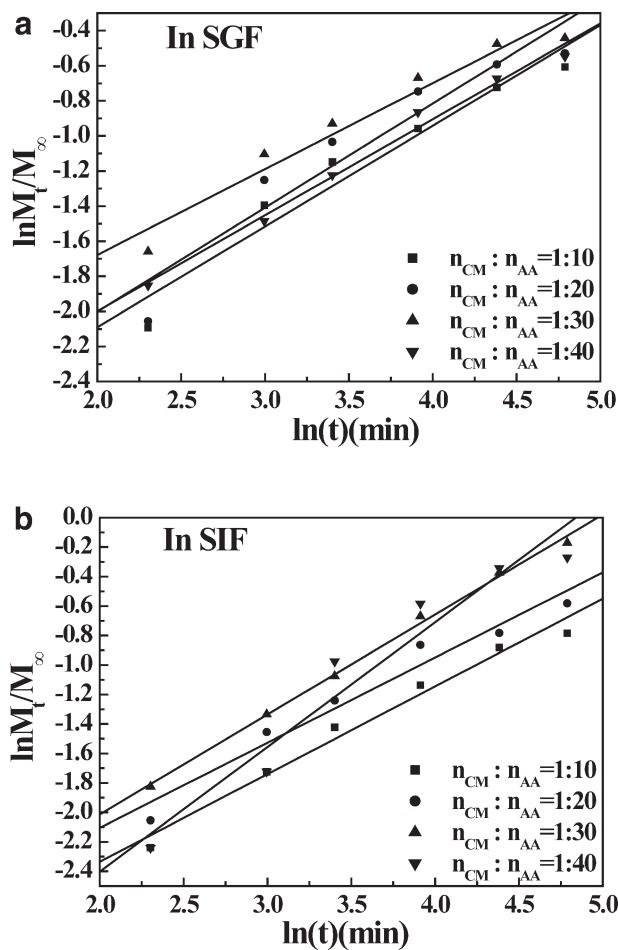 a
In SGF
lnMt/M∞
-0.4
-0.6
-0.8
-1.0
-1.2
-1.4
-1.6
-1.8
-2.0
-2.2
-2.4
nCM : nAA=1:10
nCM : nAA=1:20
nCM : nAA=1:30
nCM : nAA=1:40
2.0 2.5 3.0 3.5 4.0 4.5 5.0
ln(t)(min)
b
In SIF
lnMt/M∞
0.0
-0.2
-0.4
-0.6
-0.8
-1.0
-1.2
-1.4
-1.6
-1.8
-2.0
-2.2
-2.4
nCM : nAA=1:10
nCM : nAA=1:20
nCM : nAA=1:30
nCM : nAA=1:40
2.0 2.5 3.0 3.5 4.0 4.5 5.0
ln(t)(min)